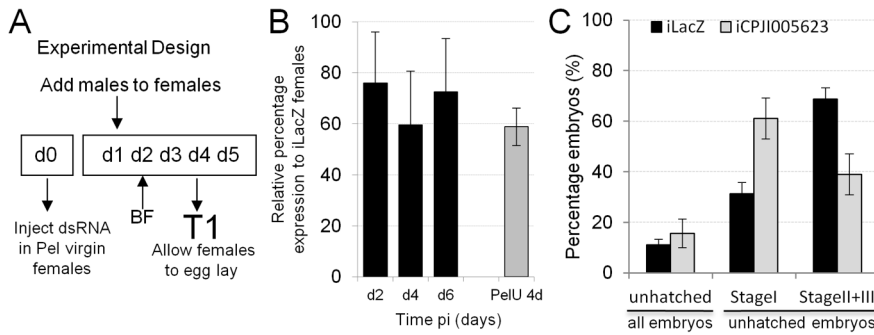 A
Experimental Design
Add males to females
d0
d1 d2 d3 d4 d5
BF
T1
Inject dsRNA
in Pel virgin
females
Allow females
to egg lay
B
Relative percentage
expression to iLacZ females
100
80
60
40
20
0
d2 d4 d6 PelU 4d
Time pi (days)
C
iLacZ iCPJI005623
Percentage embryos (%)
100
80
60
40
20
0
unhatched StageI StageII+III
all embryos unhatched embryos